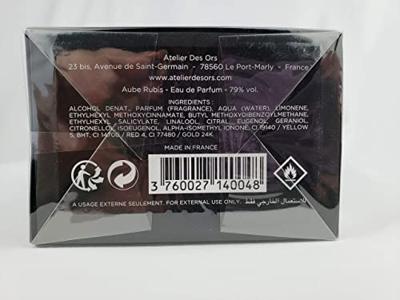 Atelier Des Ors
23 bis, Avenue de Saint-Germain - 78560 Le Port-Marly - France
www.atelierdesors.com
Aube Rubis - Eau de Parfum - 79% vol.
INGREDIENTS :
ALCOHOL DENAT., PARFUM (FRAGRANCE), AQUA (WATER), LIMONENE,
ETHYLHEXYL METHOXYCINNAMATE, BUTYL METHOXYDIBENZOYLMETHANE,
ETHYLHEXYL SALICYLATE, LINALOOL, CITRAL, EUGENOL, GERANIOL,
CITRONELLOL, ISOEUGENOL, ALPHA-ISOMETHYL IONONE, CI 19140 / YELLOW
5, BHT, CI 14700 / RED 4, CI 77480 / GOLD 24K.
MADE IN FRANCE
3 760027 140048
A USAGE EXTERNE SEULEMENT. FOR EXTERNAL USE ONLY. للاستعمال الخارجي فقط.